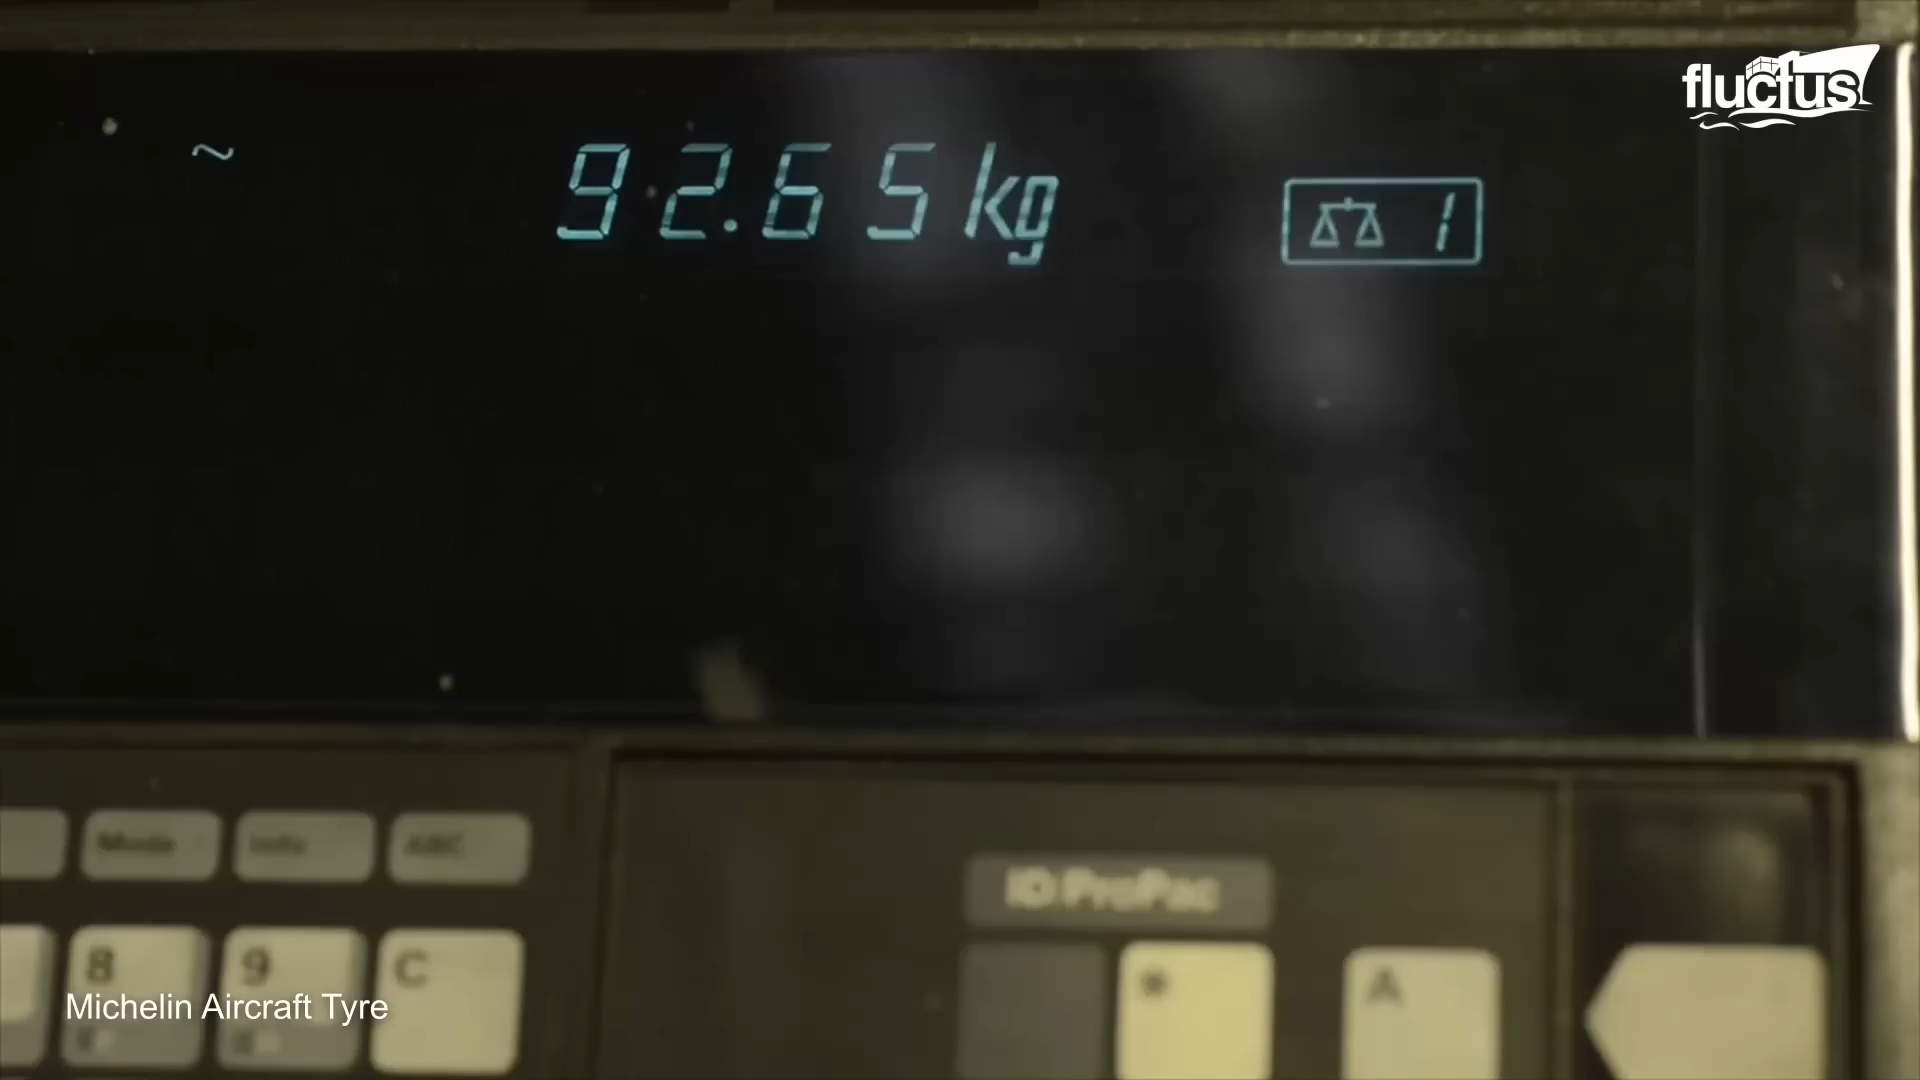 fluctus
~ 92.65 kg 1
Mode Info ABC
ID ProPac
8 9 C * A
Michelin Aircraft Tyre